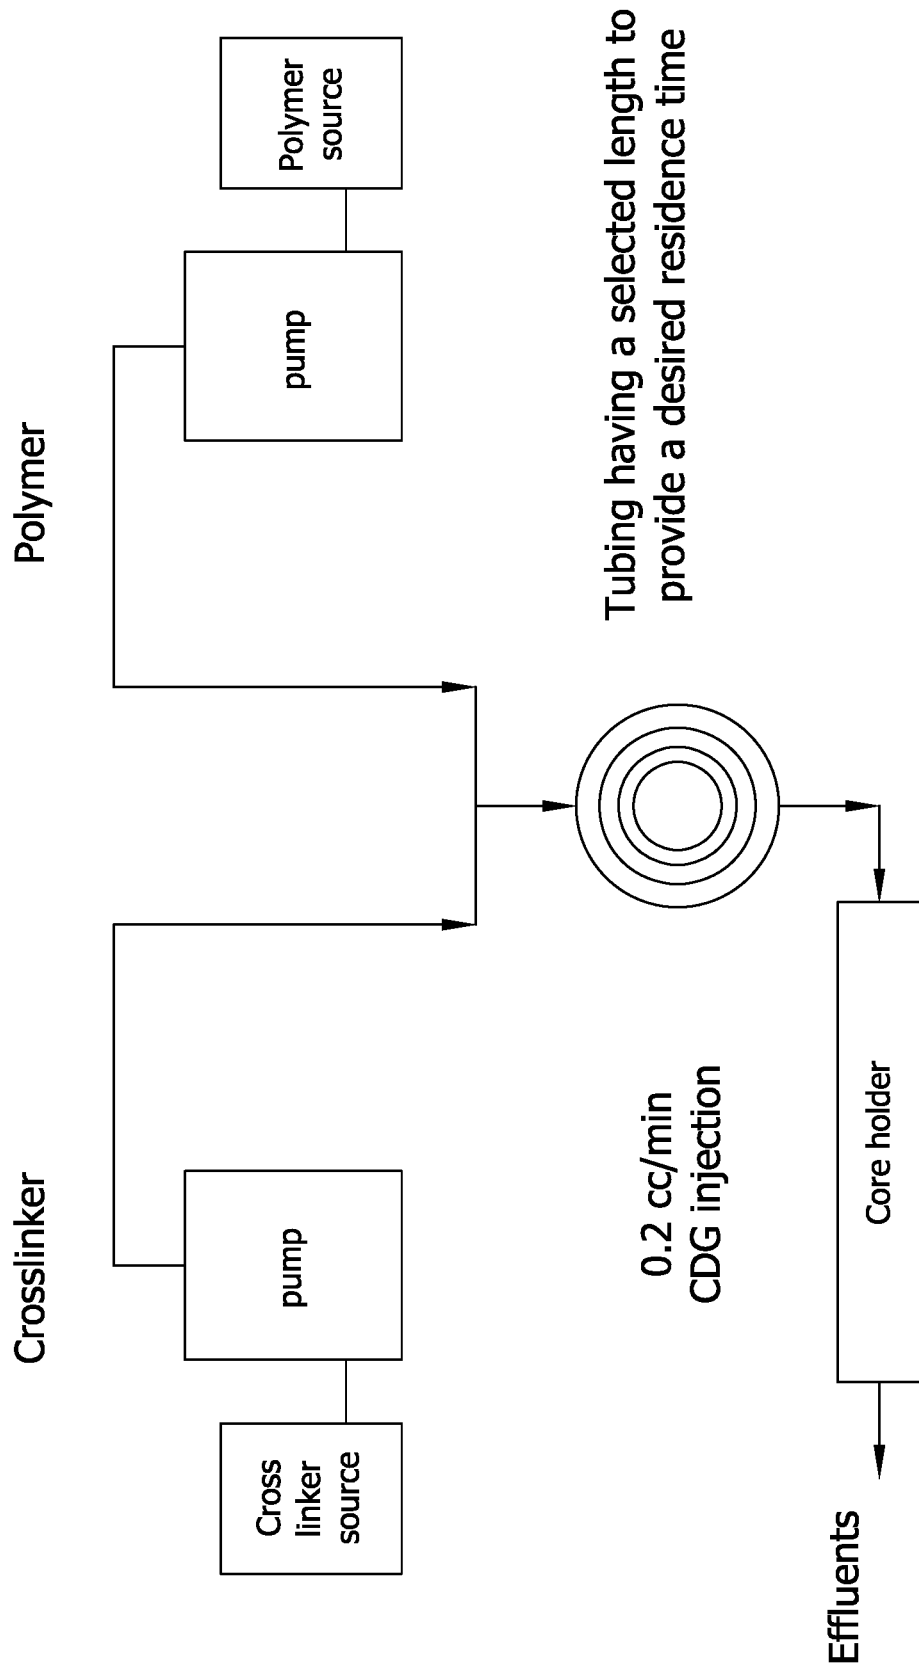 Crosslinker
Polymer
Cross
linker
source
pump
pump
Polymer
source
0.2 cc/min
CDG injection
Tubing having a selected length to
provide a desired residence time
Effluents
Core holder